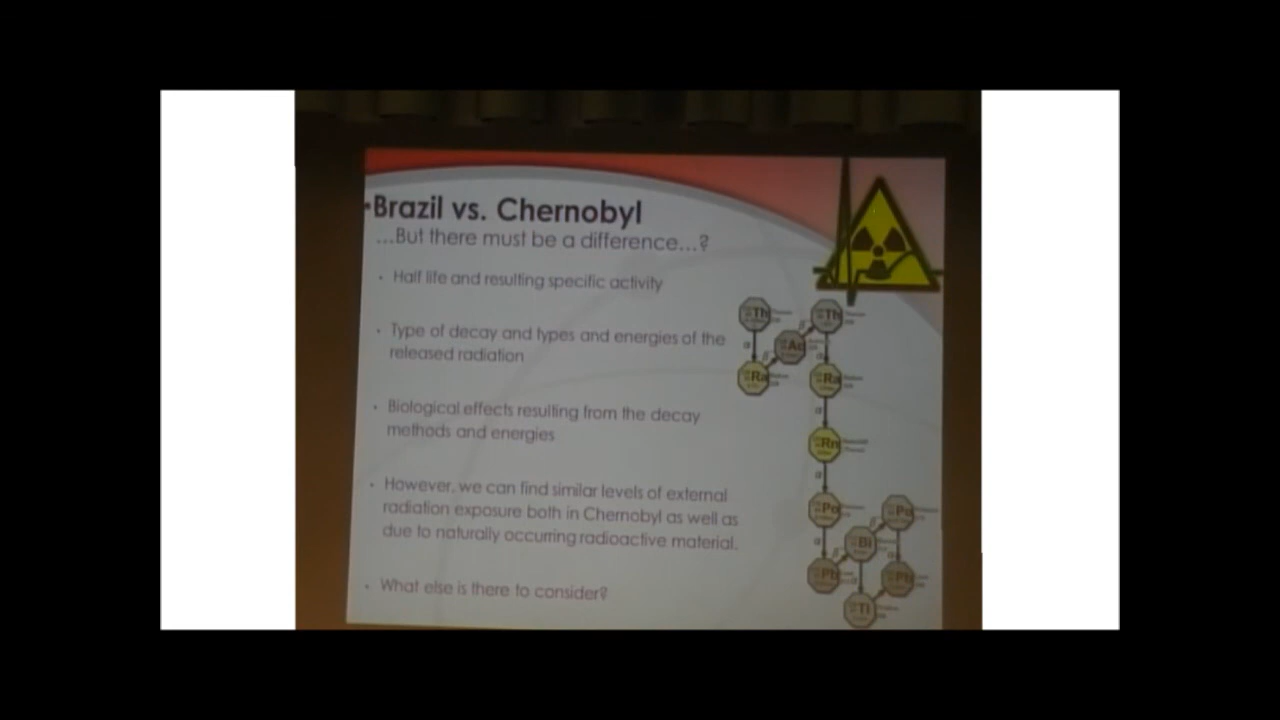 •Brazil vs. Chernobyl
...But there must be a difference...?
• Half life and resulting specific activity
• Type of decay and types and energies of the
released radiation
• Biological effects resulting from the decay
methods and energies
• However, we can find similar levels of external
radiation exposure both in Chernobyl as well as
due to naturally occurring radioactive material.
• What else is there to consider?
Th
Th
Ac
Ra
Ra
Rn
Po
Po
Bi
Pb
Pb
Tl